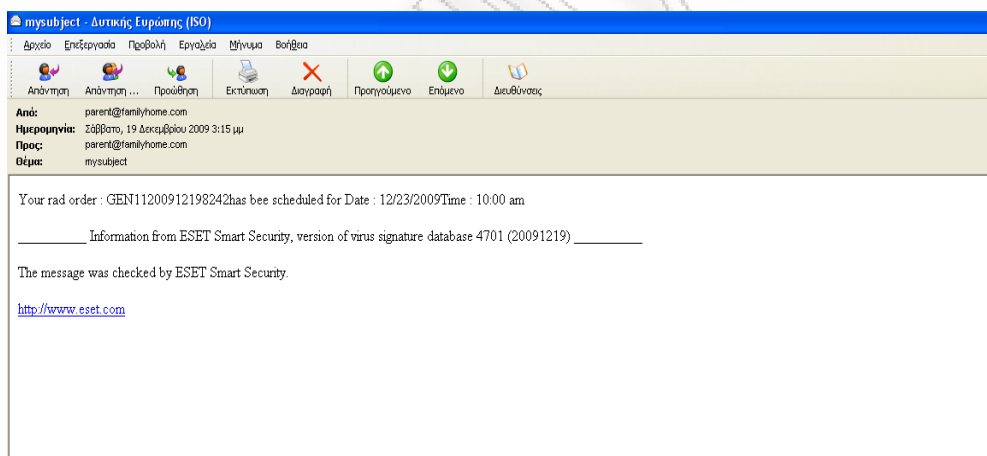 mysubject - Δυτικής Ευρώπης (ISO)
Αρχείο Επεξεργασία Προβολή Εργαλεία Μήνυμα Βοήθεια
Απάντηση Απάντηση ... Προώθηση Εκτύπωση Διαγραφή Προηγούμενο Επόμενο Διευθύνσεις
Από: parent@familyhome.com
Ημερομηνία: Σάββατο, 19 Δεκεμβρίου 2009 3:15 μμ
Προς: parent@familyhome.com
Θέμα: mysubject
Your rad order : GEN11200912198242has bee scheduled for Date : 12/23/2009Time : 10:00 am
__________ Information from ESET Smart Security, version of virus signature database 4701 (20091219) __________
The message was checked by ESET Smart Security.
http://www.eset.com